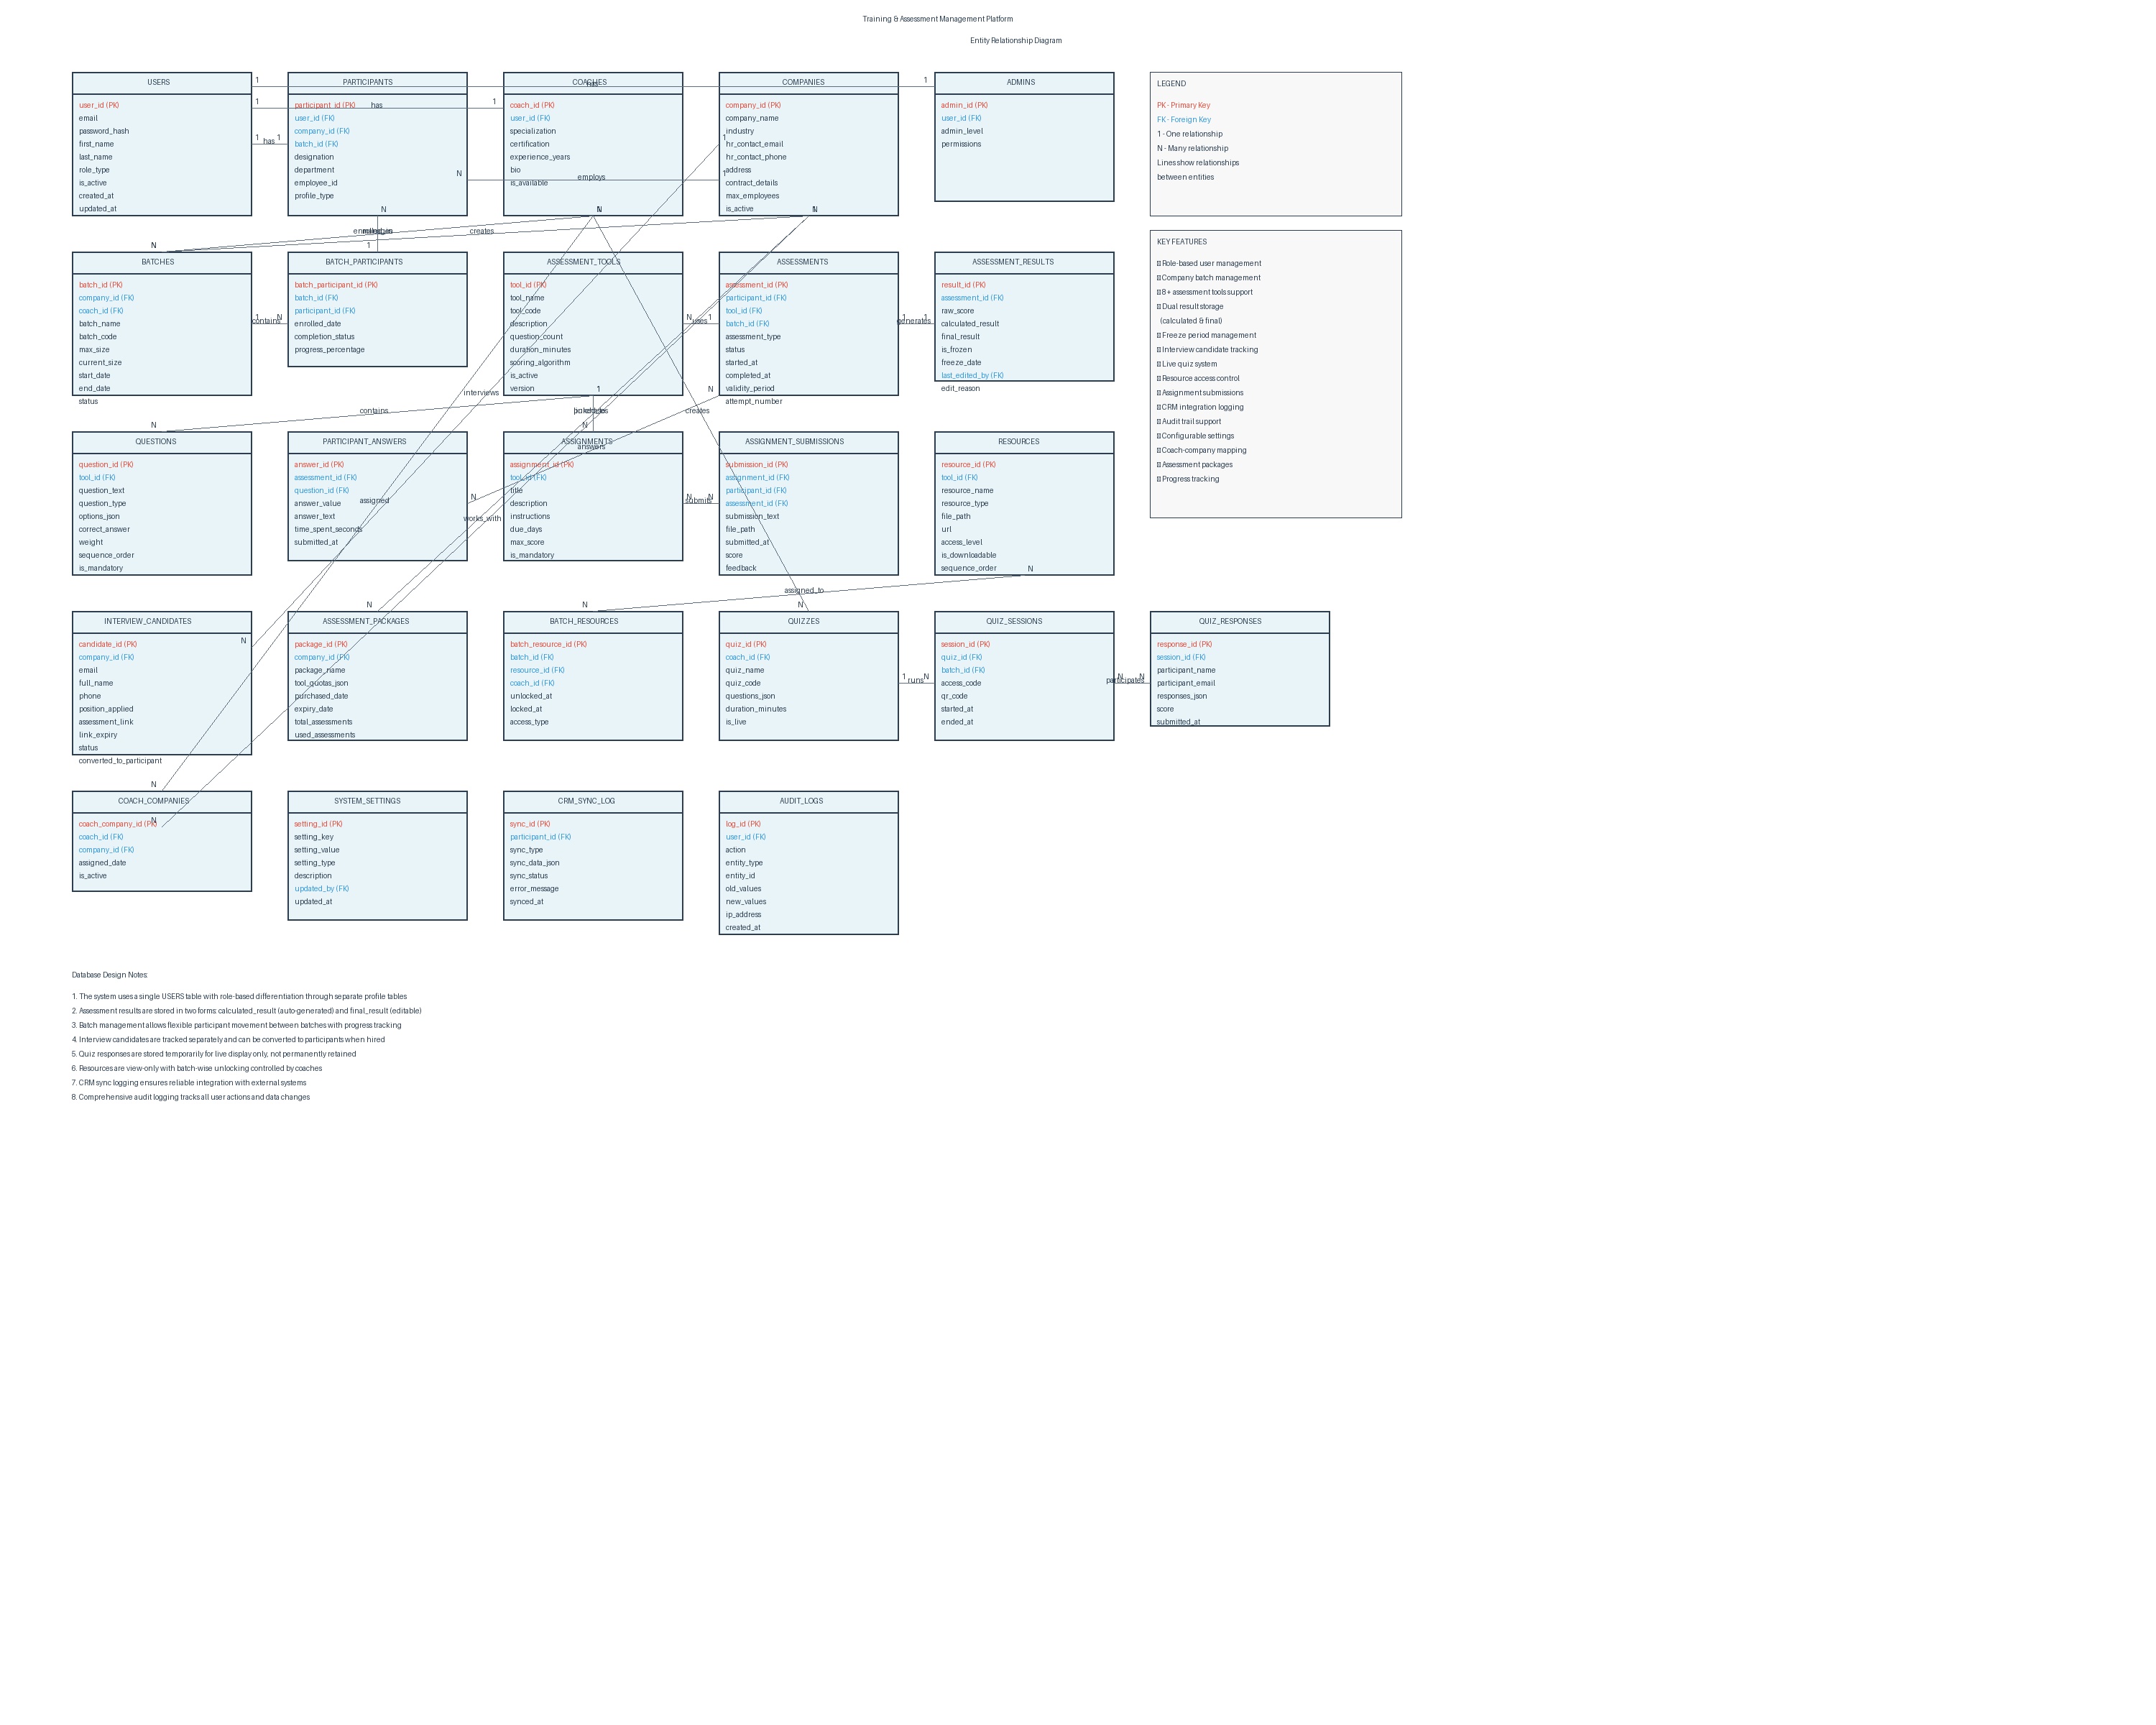 Training & Assessment Management Platform
Entity Relationship Diagram
USERS
user_id (PK)
email
password_hash
first_name
last_name
role_type
is_active
created_at
updated_at
PARTICIPANTS
participant_id (PK)
user_id (FK)
company_id (FK)
batch_id (FK)
designation
department
employee_id
profile_type
COACHES
coach_id (PK)
user_id (FK)
specialization
certification
experience_years
bio
is_available
COMPANIES
company_id (PK)
company_name
industry
hr_contact_email
hr_contact_phone
address
contract_details
max_employees
is_active
ADMINS
admin_id (PK)
user_id (FK)
admin_level
permissions
LEGEND
PK - Primary Key
FK - Foreign Key
1 - One relationship
N - Many relationship
Lines show relationships
between entities
1
1
has
1
has
1
1
has
1
1
N
employs
1
N
1
N
N
N
creates
1
N
BATCHES
batch_id (PK)
company_id (FK)
coach_id (FK)
batch_name
batch_code
max_size
current_size
start_date
end_date
status
BATCH_PARTICIPANTS
batch_participant_id (PK)
batch_id (FK)
participant_id (FK)
enrolled_date
completion_status
progress_percentage
ASSESSMENT_TOOLS
tool_id (PK)
tool_name
tool_code
description
question_count
duration_minutes
scoring_algorithm
is_active
version
ASSESSMENTS
assessment_id (PK)
participant_id (FK)
tool_id (FK)
batch_id (FK)
assessment_type
status
started_at
completed_at
validity_period
attempt_number
ASSESSMENT_RESULTS
result_id (PK)
assessment_id (FK)
raw_score
calculated_result
final_result
is_frozen
freeze_date
last_edited_by (FK)
edit_reason
KEY FEATURES
Role-based user management
Company batch management
8+ assessment tools support
Dual result storage
(calculated & final)
Freeze period management
Interview candidate tracking
Live quiz system
Resource access control
Assignment submissions
CRM integration logging
Audit trail support
Configurable settings
Coach-company mapping
Assessment packages
Progress tracking
1
contains
N
N
uses
1
1
generates
1
interviews
1
N
contains
creates
N
N
QUESTIONS
question_id (PK)
tool_id (FK)
question_text
question_type
options_json
correct_answer
weight
sequence_order
is_mandatory
PARTICIPANT_ANSWERS
answer_id (PK)
assessment_id (FK)
question_id (FK)
answer_value
answer_text
time_spent_seconds
submitted_at
ASSIGNMENTS
assignment_id (PK)
tool_id (FK)
title
description
instructions
due_days
max_score
is_mandatory
ASSIGNMENT_SUBMISSIONS
submission_id (PK)
assignment_id (FK)
participant_id (FK)
assessment_id (FK)
submission_text
file_path
submitted_at
score
feedback
RESOURCES
resource_id (PK)
tool_id (FK)
resource_name
resource_type
file_path
url
access_level
is_downloadable
sequence_order
answers
assigned
N
works_with
N
submits
N
N
assigned_to
N
N
N
INTERVIEW_CANDIDATES
candidate_id (PK)
company_id (FK)
email
full_name
phone
position_applied
assessment_link
link_expiry
status
converted_to_participant
N
ASSESSMENT_PACKAGES
package_id (PK)
company_id (FK)
package_name
tool_quotas_json
purchased_date
expiry_date
total_assessments
used_assessments
BATCH_RESOURCES
batch_resource_id (PK)
batch_id (FK)
resource_id (FK)
coach_id (FK)
unlocked_at
locked_at
access_type
QUIZZES
quiz_id (PK)
coach_id (FK)
quiz_name
quiz_code
questions_json
duration_minutes
is_live
QUIZ_SESSIONS
session_id (PK)
quiz_id (FK)
batch_id (FK)
access_code
qr_code
started_at
ended_at
QUIZ_RESPONSES
response_id (PK)
session_id (FK)
participant_name
participant_email
responses_json
score
submitted_at
1
runs
N
N
participates
N
N
COACH_COMPANIES
coach_company_id (PK)
N
coach_id (FK)
company_id (FK)
assigned_date
is_active
SYSTEM_SETTINGS
setting_id (PK)
setting_key
setting_value
setting_type
description
updated_by (FK)
updated_at
CRM_SYNC_LOG
sync_id (PK)
participant_id (FK)
sync_type
sync_data_json
sync_status
error_message
synced_at
AUDIT_LOGS
log_id (PK)
user_id (FK)
action
entity_type
entity_id
old_values
new_values
ip_address
created_at
Database Design Notes:
1. The system uses a single USERS table with role-based differentiation through separate profile tables
2. Assessment results are stored in two forms: calculated_result (auto-generated) and final_result (editable)
3. Batch management allows flexible participant movement between batches with progress tracking
4. Interview candidates are tracked separately and can be converted to participants when hired
5. Quiz responses are stored temporarily for live display only, not permanently retained
6. Resources are view-only with batch-wise unlocking controlled by coaches
7. CRM sync logging ensures reliable integration with external systems
8. Comprehensive audit logging tracks all user actions and data changes